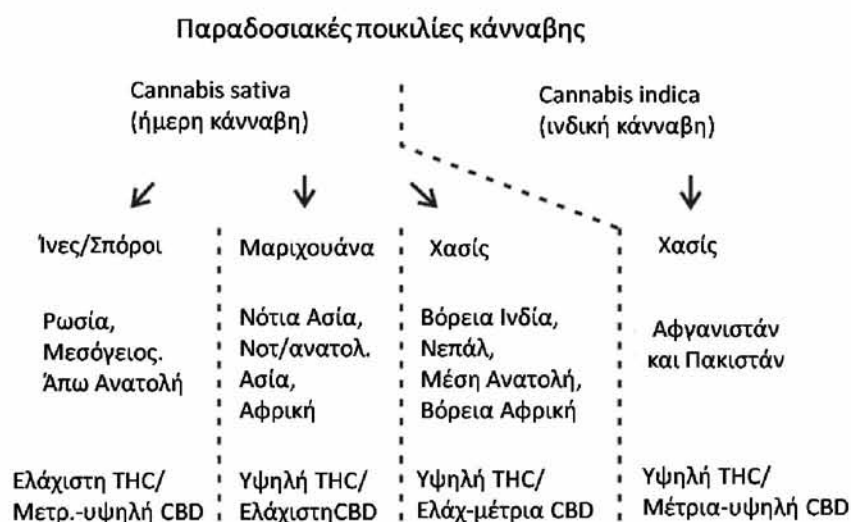 Παραδοσιακές ποικιλίες κάνναβης
Cannabis sativa
(ήμερη κάνναβη)
Cannabis indica
(ινδική κάνναβη)
Ίνες/Σπόροι
Μαριχουάνα
Χασίς
Χασίς
Ρωσία,
Μεσόγειος.
Άπω Ανατολή
Νότια Ασία,
Νοτ/ανατολ.
Ασία,
Αφρική
Βόρεια Ινδία,
Νεπάλ,
Μέση Ανατολή,
Βόρεια Αφρική
Αφγανιστάν
και Πακιστάν
Ελάχιστη THC/
Μετρ.-υψηλή CBD
Υψηλή THC/
ΕλάχιστηCBD
Υψηλή THC/
Ελάχ-μέτρια CBD
Υψηλή THC/
Μέτρια-υψηλή CBD